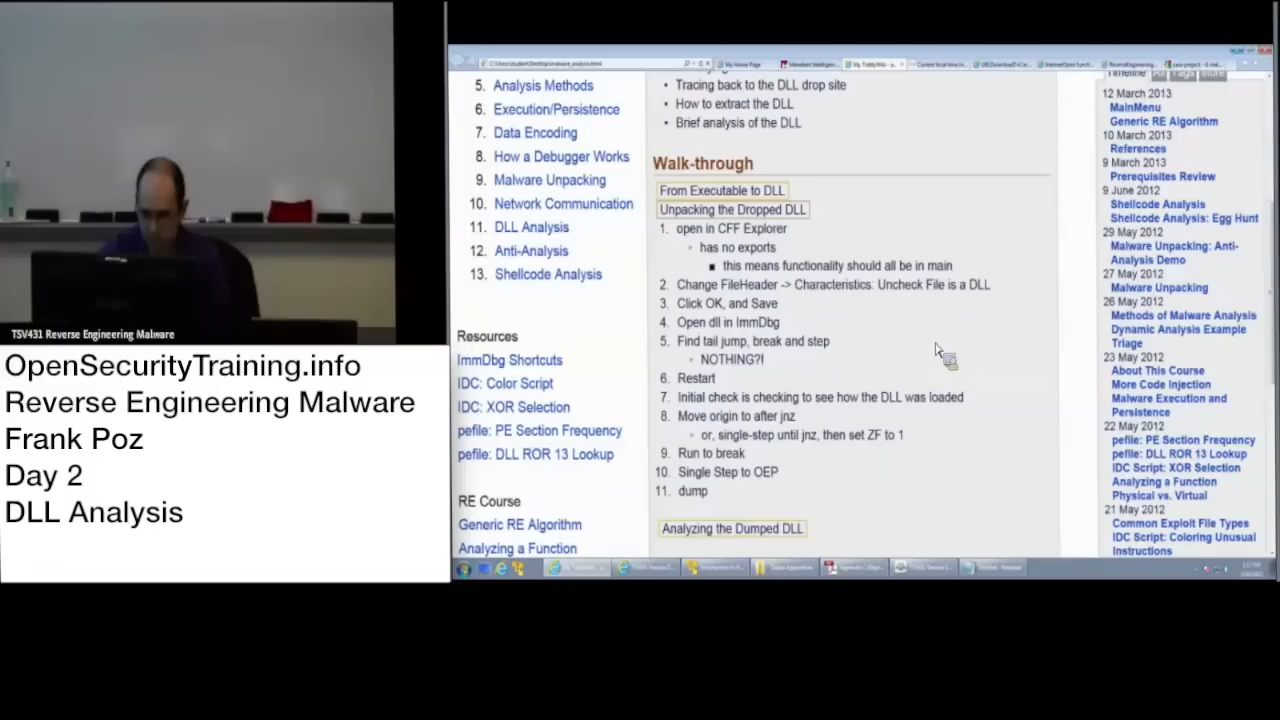 TSV431 Reverse Engineering Malware
OpenSecurityTraining.info
Reverse Engineering Malware
Frank Poz
Day 2
DLL Analysis
5. Analysis Methods
6. Execution/Persistence
7. Data Encoding
8. How a Debugger Works
9. Malware Unpacking
10. Network Communication
11. DLL Analysis
12. Anti-Analysis
13. Shellcode Analysis
Resources
ImmDbg Shortcuts
IDC: Color Script
IDC: XOR Selection
pefile: PE Section Frequency
pefile: DLL ROR 13 Lookup
RE Course
Generic RE Algorithm
Analyzing a Function
• Tracing back to the DLL drop site
• How to extract the DLL
• Brief analysis of the DLL
Walk-through
From Executable to DLL
Unpacking the Dropped DLL
1. open in CFF Explorer
◦ has no exports
■ this means functionality should all be in main
2. Change FileHeader -> Characteristics: Uncheck File is a DLL
3. Click OK, and Save
4. Open dll in ImmDbg
5. Find tail jump, break and step
◦ NOTHING?!
6. Restart
7. Initial check is checking to see how the DLL was loaded
8. Move origin to after jnz
◦ or, single-step until jnz, then set ZF to 1
9. Run to break
10. Single Step to OEP
11. dump
Analyzing the Dumped DLL
Timeline All Tags More
12 March 2013
MainMenu
Generic RE Algorithm
10 March 2013
References
9 March 2013
Prerequisites Review
9 June 2012
Shellcode Analysis
Shellcode Analysis: Egg Hunt
29 May 2012
Malware Unpacking: Anti-
Analysis Demo
27 May 2012
Malware Unpacking
26 May 2012
Methods of Malware Analysis
Dynamic Analysis Example
Triage
23 May 2012
About This Course
More Code Injection
Malware Execution and
Persistence
22 May 2012
pefile: PE Section Frequency
pefile: DLL ROR 13 Lookup
IDC Script: XOR Selection
Analyzing a Function
Physical vs. Virtual
21 May 2012
Common Exploit File Types
IDC Script: Coloring Unusual
Instructions